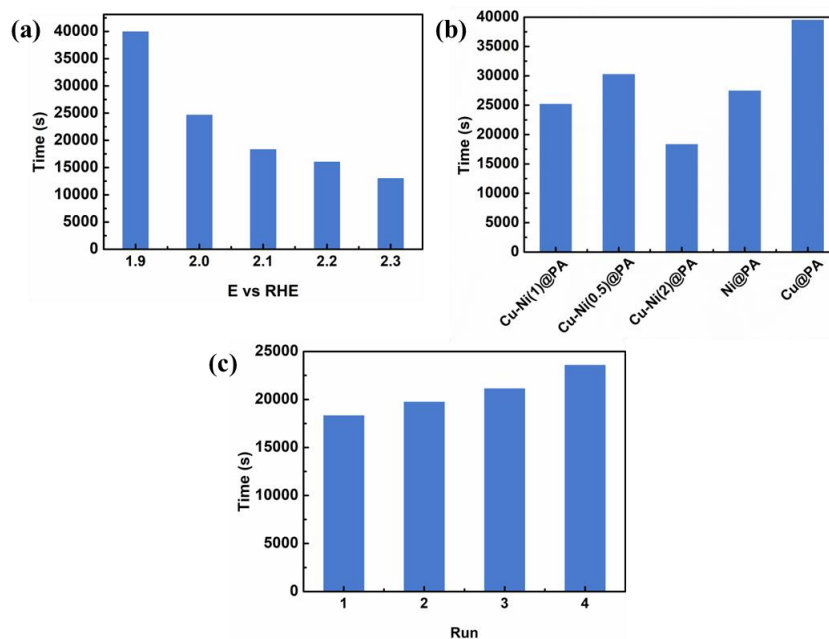 (a)
Time (s)
40000
35000
30000
25000
20000
15000
10000
5000
0
1.9 2.0 2.1 2.2 2.3
E vs RHE
(b)
Time (s)
40000
35000
30000
25000
20000
15000
10000
5000
0
Cu-Ni(1)@PA
Cu-Ni(0.5)@PA
Cu-Ni(2)@PA
Ni@PA
Cu@PA
(c)
Time (s)
25000
20000
15000
10000
5000
0
1 2 3 4
Run